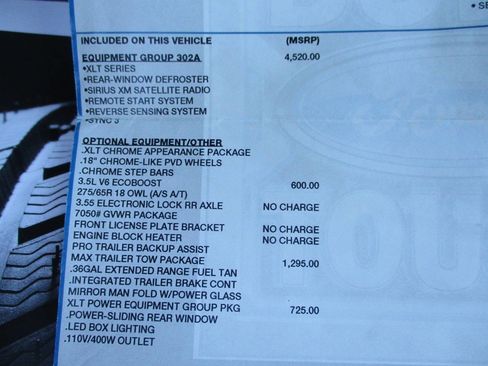 • SE
INCLUDED ON THIS VEHICLE (MSRP)
EQUIPMENT GROUP 302A 4,520.00
•XLT SERIES
•REAR-WINDOW DEFROSTER
•SIRIUS XM SATELLITE RADIO
•REMOTE START SYSTEM
•REVERSE SENSING SYSTEM
•SYNC 3
OPTIONAL EQUIPMENT/OTHER
.XLT CHROME APPEARANCE PACKAGE
.18" CHROME-LIKE PVD WHEELS
.CHROME STEP BARS
3.5L V6 ECOBOOST 600.00
275/65R 18 OWL (A/S A/T)
3.55 ELECTRONIC LOCK RR AXLE NO CHARGE
7050# GVWR PACKAGE
FRONT LICENSE PLATE BRACKET NO CHARGE
ENGINE BLOCK HEATER NO CHARGE
PRO TRAILER BACKUP ASSIST
MAX TRAILER TOW PACKAGE 1,295.00
.36GAL EXTENDED RANGE FUEL TAN
.INTEGRATED TRAILER BRAKE CONT
MIRROR MAN FOLD W/POWER GLASS
XLT POWER EQUIPMENT GROUP PKG 725.00
.POWER-SLIDING REAR WINDOW
.LED BOX LIGHTING
.110V/400W OUTLET